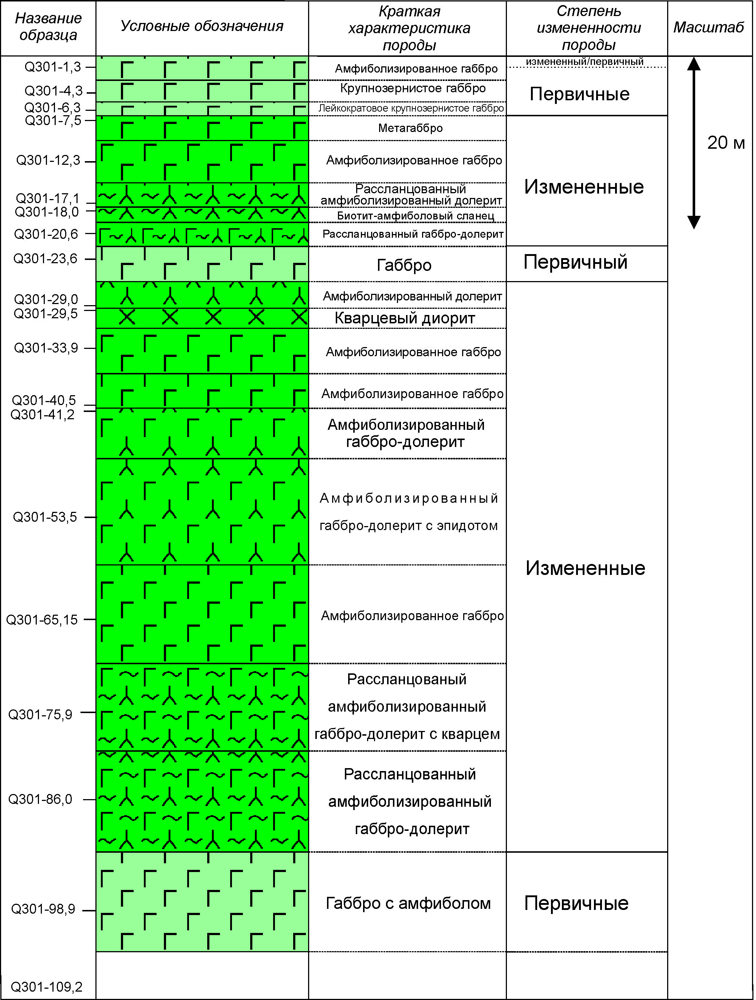 Название
образца
Условные обозначения
Краткая
характеристика
породы
Степень
измененности
породы
Масштаб
Q301-1,3
Амфиболизированное габбро
измененный/первичный
Q301-4,3
Крупнозернистое габбро
Первичные
Q301-6,3
Лейкократовое крупнозернистое габбро
Q301-7,5
Метагаббро
20 м
Q301-12,3
Амфиболизированное габбро
Измененные
Q301-17,1
Рассланцованный
амфиболизированный долерит
Q301-18,0
Биотит-амфиболовый сланец
Q301-20,6
Рассланцованный габбро-долерит
Q301-23,6
Габбро
Первичный
Q301-29,0
Амфиболизированный долерит
Q301-29,5
Кварцевый диорит
Q301-33,9
Амфиболизированное габбро
Q301-40,5
Амфиболизированное габбро
Q301-41,2
Амфиболизированный
габбро-долерит
Q301-53,5
Амфиболизированный
габбро-долерит с эпидотом
Измененные
Q301-65,15
Амфиболизированное габбро
Q301-75,9
Рассланцованый
амфиболизированный
габбро-долерит с кварцем
Q301-86,0
Рассланцованный
амфиболизированный
габбро-долерит
Q301-98,9
Габбро с амфиболом
Первичные
Q301-109,2